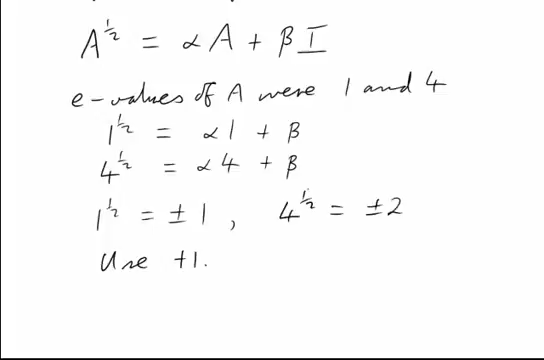 A^½ = αA + βI
e-values of A were 1 and 4
1^½ = α1 + β
4^½ = α4 + β
1^½ = ±1, 4^½ = ±2
Use +1.